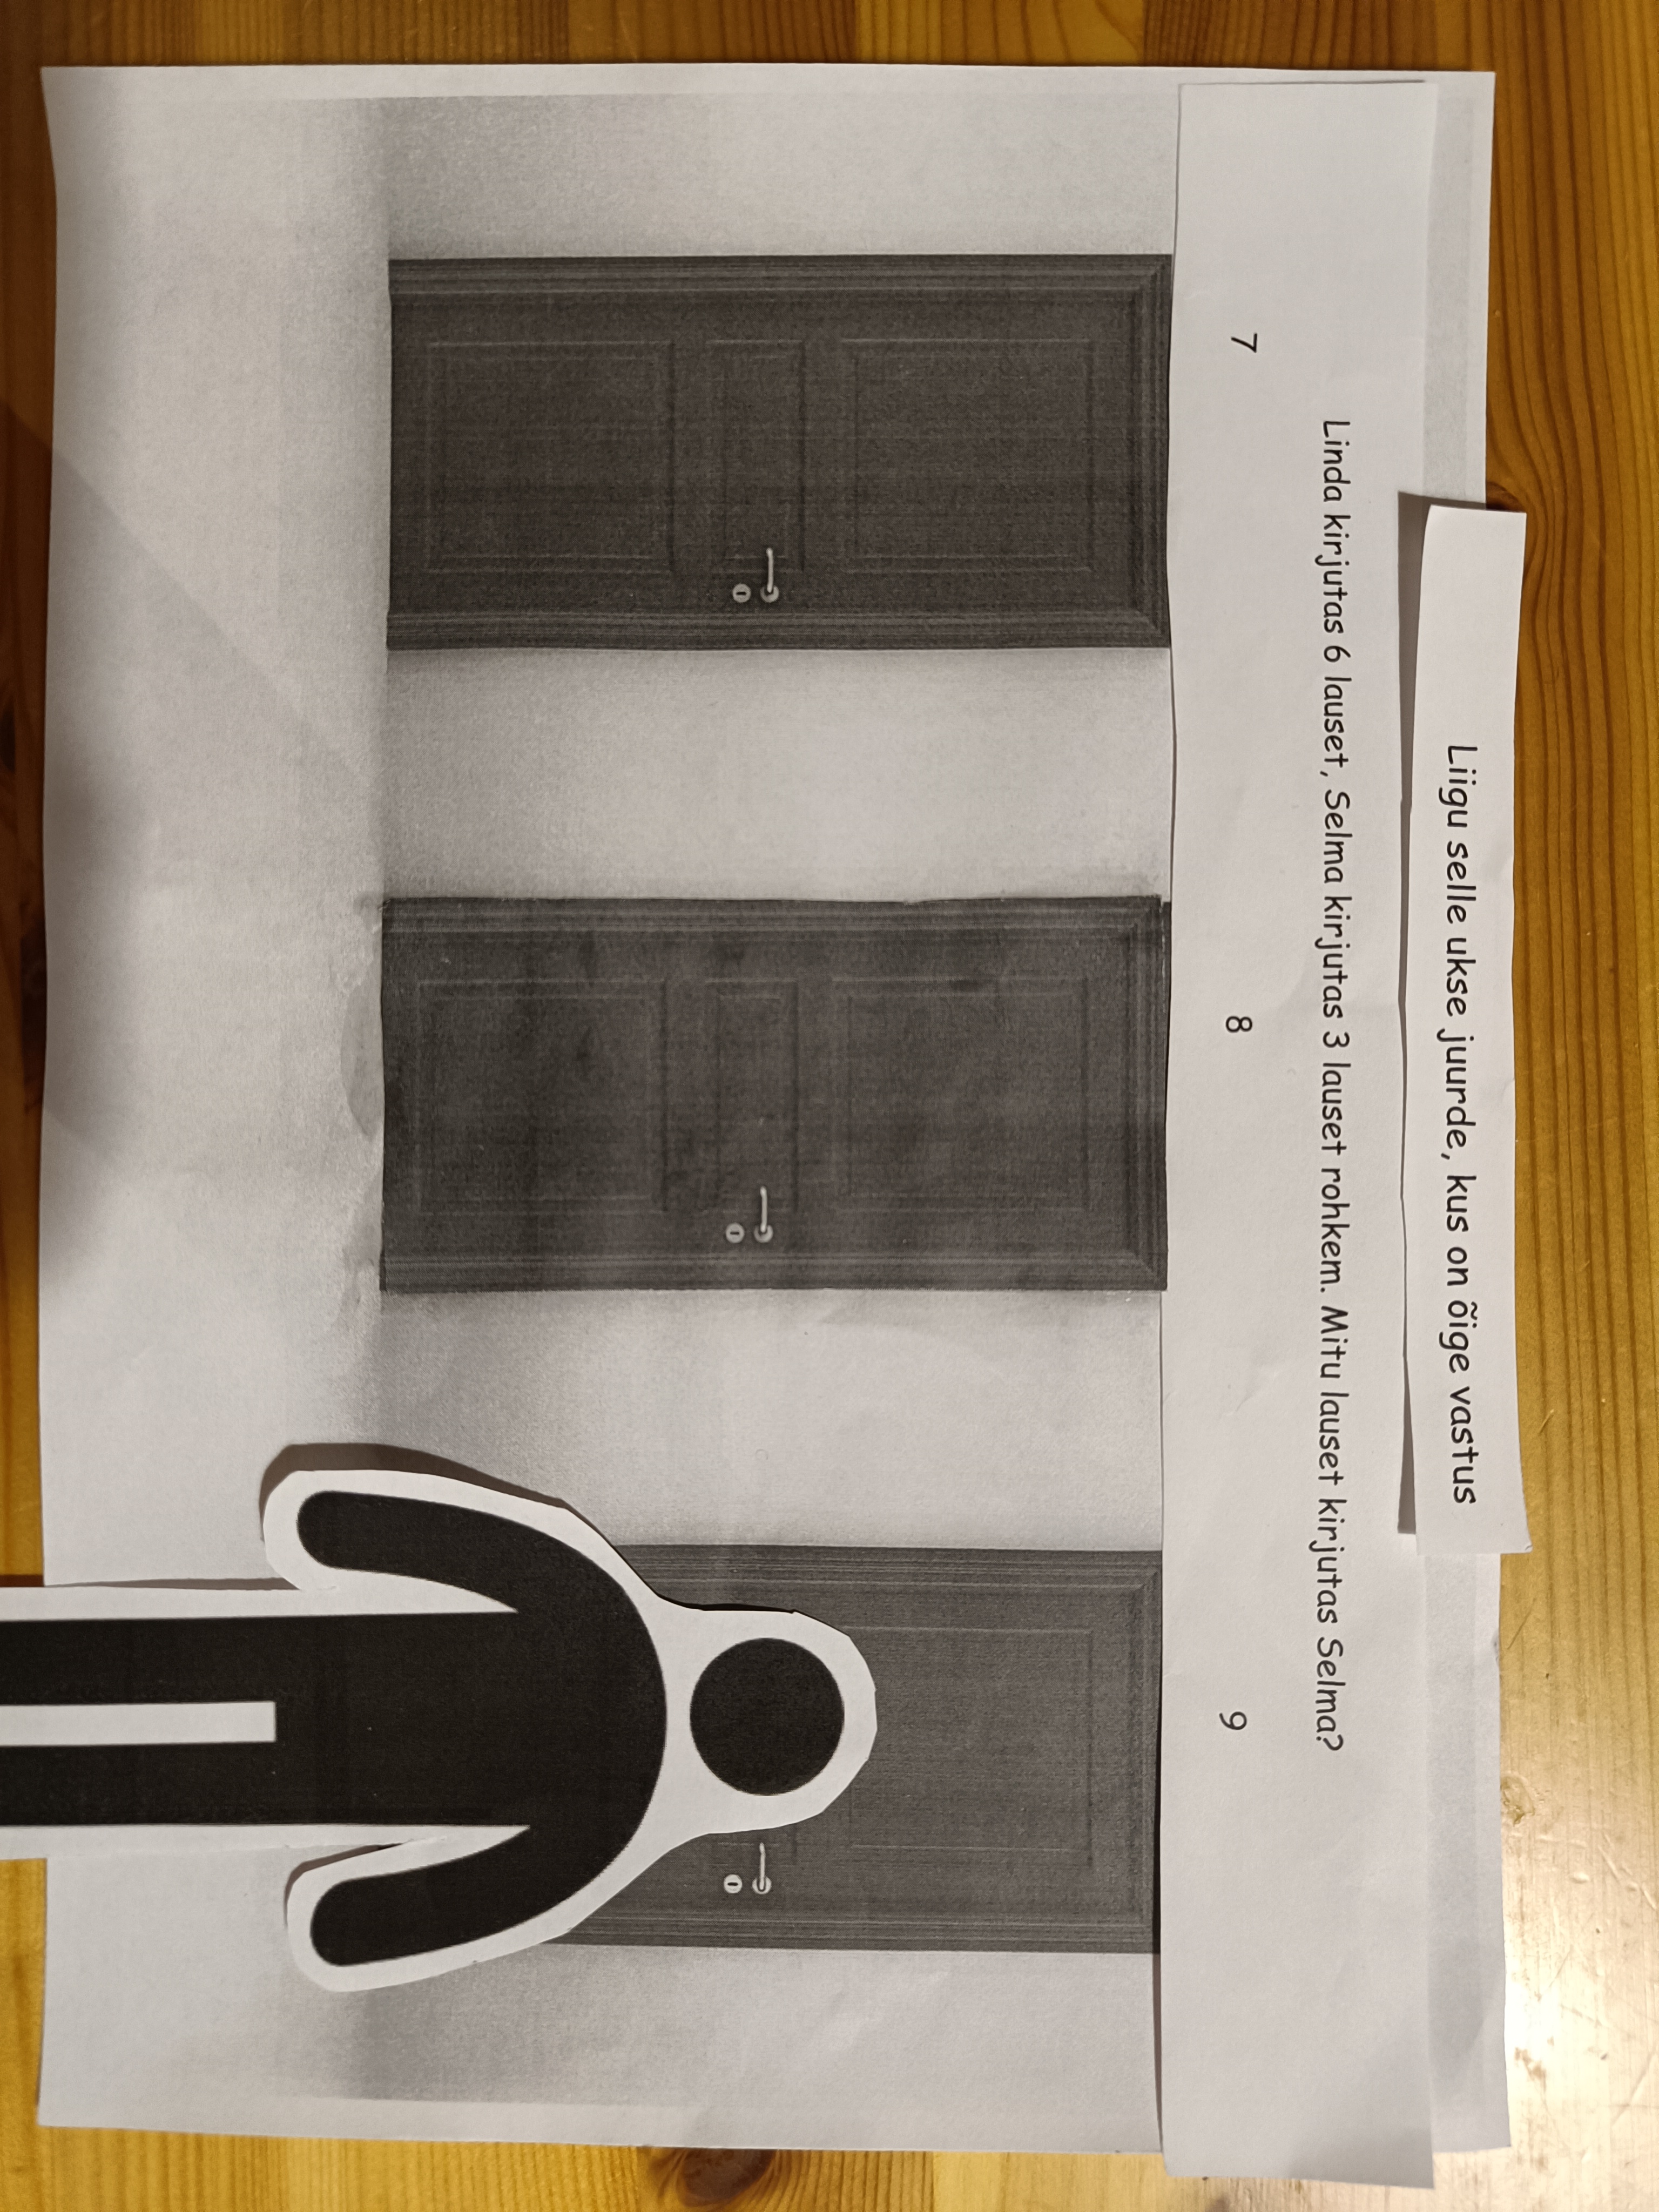 Liigu selle ukse juurde, kus on õige vastus
Linda kirjutas 6 lauset, Selma kirjutas 3 lauset rohkem. Mitu lauset kirjutas Selma?
7 8 9